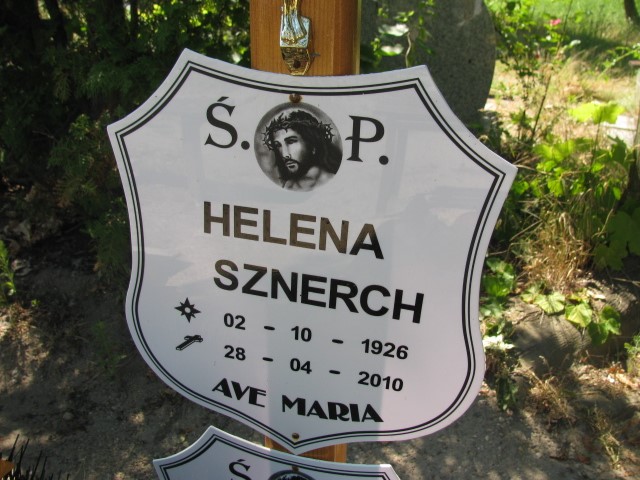 Ś. P.
HELENA
SZNERCH
02 - 10 - 1926
28 - 04 - 2010
AVE MARIA
Ś